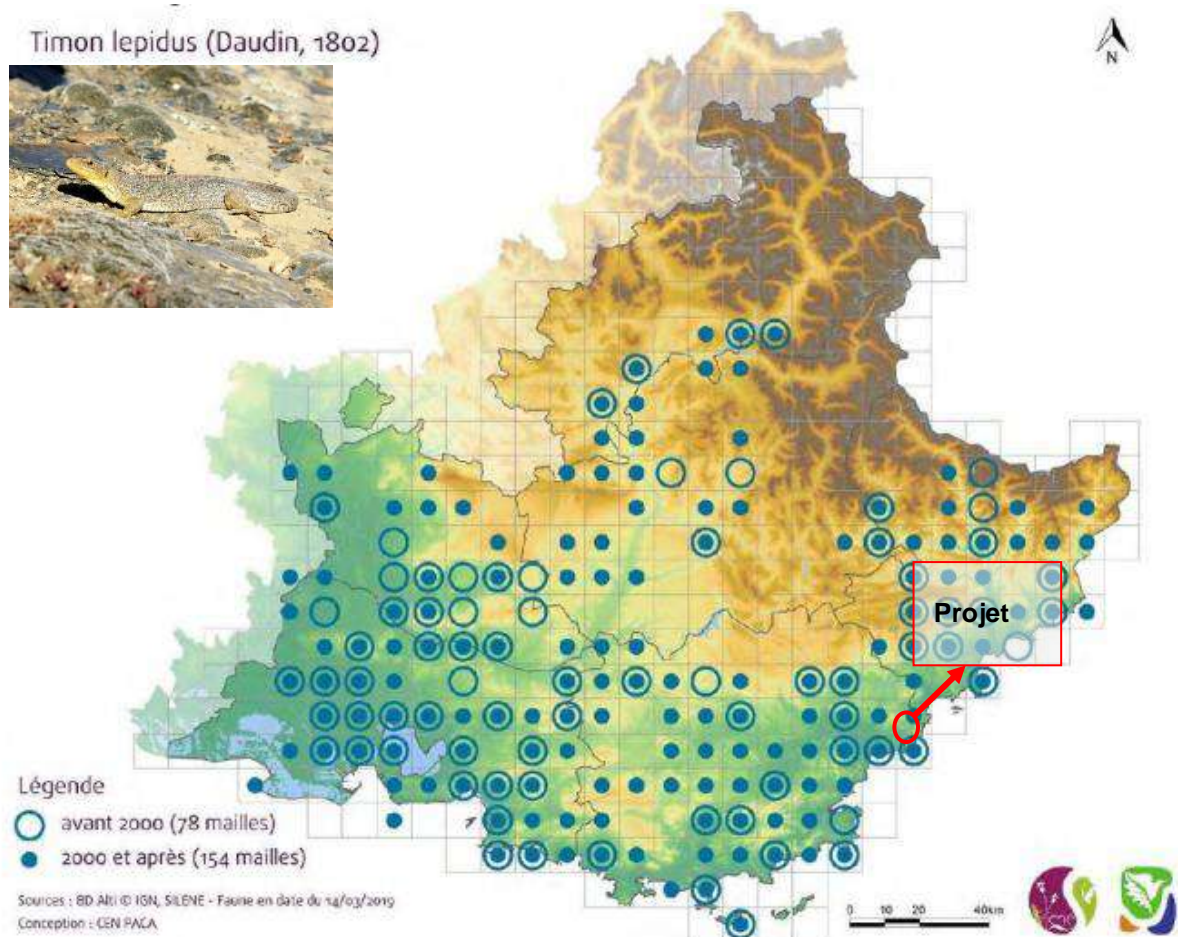 Timon lepidus (Daudin, 1802)
N
Projet
Légende
avant 2000 (78 mailles)
2000 et après (154 mailles)
Sources : BD Alti © IGN, SILENE - Faune en date du 14/03/2019
Conception : CEN PACA
0 10 20 40km